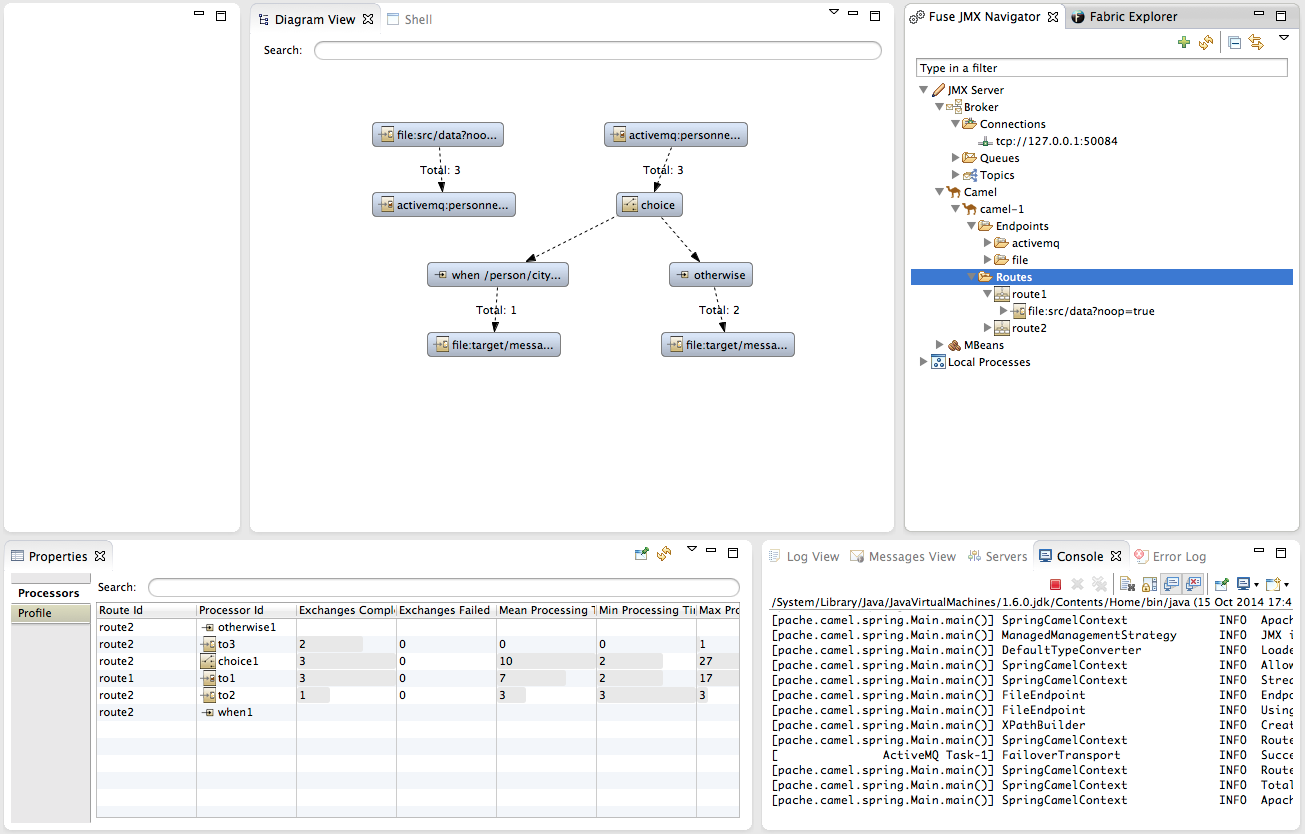 Diagram View
Shell
Search:
file:src/data?noo...
activemq:personne...
Total: 3
Total: 3
activemq:personne...
choice
when /person/city...
otherwise
Total: 1
Total: 2
file:target/messa...
file:target/messa...
Fuse JMX Navigator
Fabric Explorer
Type in a filter
JMX Server
Broker
Connections
tcp://127.0.0.1:50084
Queues
Topics
Camel
camel-1
Endpoints
activemq
file
Routes
route1
file:src/data?noop=true
route2
MBeans
Local Processes
Properties
Processors
Profile
Search:
Route Id Processor Id Exchanges Comple Exchanges Failed Mean Processing T Min Processing Tir Max Pro
route2 otherwise1
route2 to3 2 0 0 0 1
route2 choice1 3 0 10 2 27
route1 to1 3 0 7 2 17
route2 to2 1 0 3 3 3
route2 when1
Log View Messages View Servers Console Error Log
/System/Library/Java/JavaVirtualMachines/1.6.0.jdk/Contents/Home/bin/java (15 Oct 2014 17:4
[pache.camel.spring.Main.main()] SpringCamelContext INFO Apach
[pache.camel.spring.Main.main()] ManagedManagementStrategy INFO JMX i
[pache.camel.spring.Main.main()] DefaultTypeConverter INFO Loade
[pache.camel.spring.Main.main()] SpringCamelContext INFO Allow
[pache.camel.spring.Main.main()] SpringCamelContext INFO Strea
[pache.camel.spring.Main.main()] FileEndpoint INFO Endpo
[pache.camel.spring.Main.main()] FileEndpoint INFO Using
[pache.camel.spring.Main.main()] XPathBuilder INFO Creat
[pache.camel.spring.Main.main()] SpringCamelContext INFO Route
[ ActiveMQ Task-1] FailoverTransport INFO Succe
[pache.camel.spring.Main.main()] SpringCamelContext INFO Route
[pache.camel.spring.Main.main()] SpringCamelContext INFO Total
[pache.camel.spring.Main.main()] SpringCamelContext INFO Apach